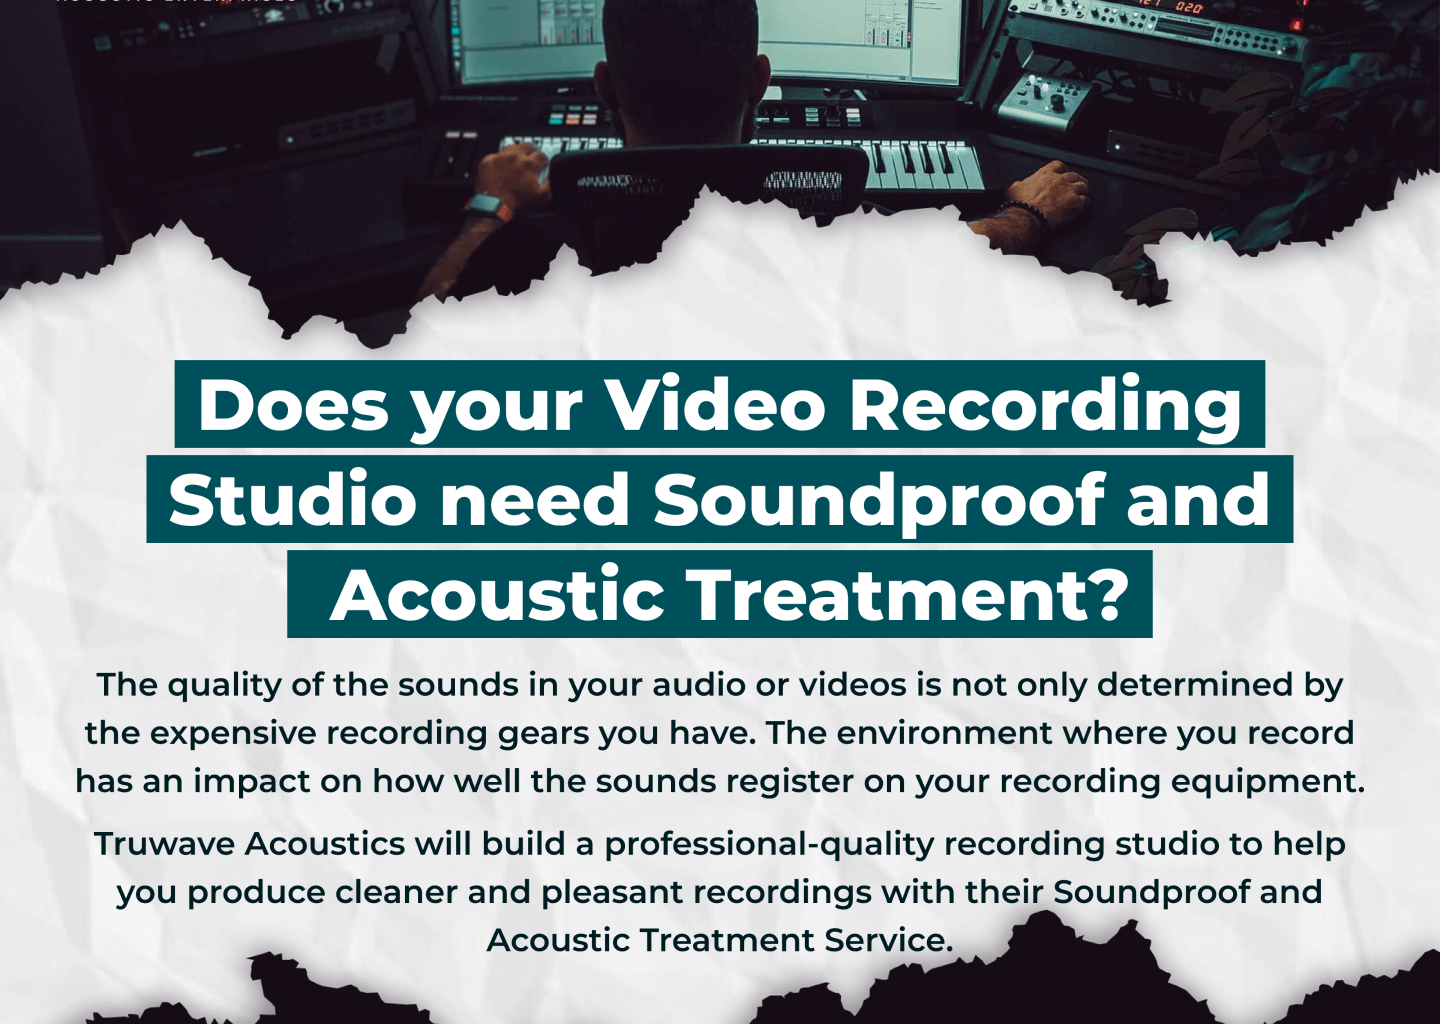 Does your Video Recording
Studio need Soundproof and
Acoustic Treatment?
The quality of the sounds in your audio or videos is not only determined by
the expensive recording gears you have. The environment where you record
has an impact on how well the sounds register on your recording equipment.
Truwave Acoustics will build a professional-quality recording studio to help
you produce cleaner and pleasant recordings with their Soundproof and
Acoustic Treatment Service.